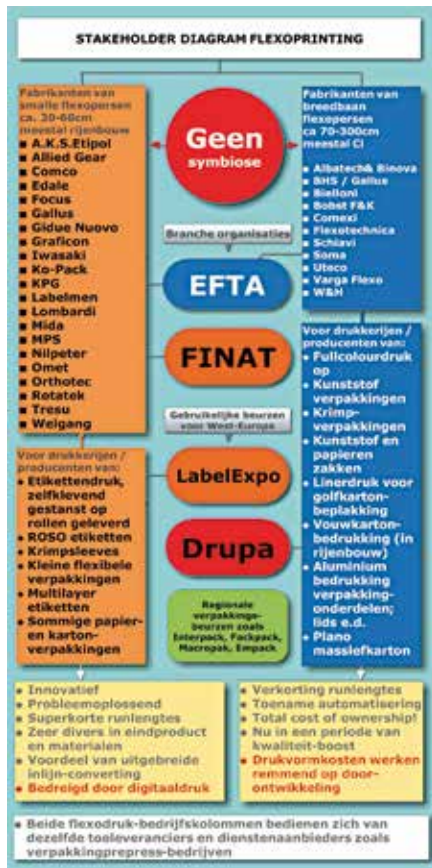 STAKEHOLDER DIAGRAM FLEXOPRINTING
Fabrikanten van
smalle flexopersen
ca. 20-60cm
meestal rijenbouw
A.K.S.Etipol
Allied Gear
Comco
Edale
Focus
Gallus
Gidue Nuovo
Graficon
Iwasaki
Ko-Pack
KPG
Labelmen
Lombardi
Mida
MPS
Nilpeter
Omet
Orthotec
Rotatek
Tresu
Weigang
Voor drukkerijen /
producenten van:
Etikettendruk,
zelfklevend
gestanst op
rollen geleverd
ROSO etiketten
Krimpsleeves
Kleine flexibele
verpakkingen
Multilayer
etiketten
Sommige papier-
en karton-
verpakkingen
Geen
symbiose
Branche organisaties
EFTA
FINAT
Gebruikelijke beurzen
voor West-Europa
LabelExpo
Drupa
Regionale
verpakkings-
beurzen zoals
Interpack, Fackpack,
Macropak, Empack
Fabrikanten van
breedbaan
flexopersen
ca 70-300cm
meestal CI
Albatech& Binova
BHS / Gallus
Bielloni
Bobst F&K
Comexi
Flexotechnica
Schiavi
Soma
Uteco
Varga Flexo
W&H
Voor drukkerijen /
producenten van:
Fullcolourdruk
op
Kunststof
verpakkingen
Krimp-
verpakkingen
Kunststof en
papieren
zakken
Linerdruk voor
golfkarton-
beplakking
Vouwkarton-
bedrukking (in
rijenbouw)
Aluminium
bedrukking
verpakking-
onderdelen;
lids e.d.
Plano
massiefkarton
Innovatief
Probleemoplossend
Superkorte runlengtes
Zeer divers in eindproduct
en materialen
Voordeel van uitgebreide
inlijn-converting
Bedreigd door digitaaldruk
Verkorting runlengtes
Toename automatisering
Total cost of ownership!
Nu in een periode van
kwaliteit-boost
Drukvormkosten werken
remmend op door-
ontwikkeling
Beide flexodruk-bedrijfskolommen bedienen zich van
dezelfde toeleveranciers en dienstenaanbieders zoals
verpakkingprepress-bedrijven